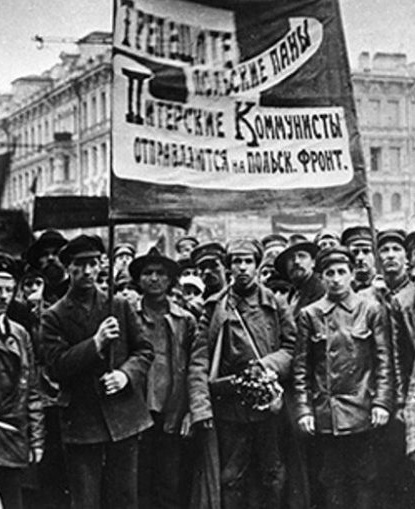 ТРЕПЕЩИТЕ
ПОЛЬСКИЕ ПАНЫ
ПИТЕРСКИЕ КОММУНИСТЫ
ОТПРАВЛЯЮТСЯ НА ПОЛЬСК. ФРОНТ.